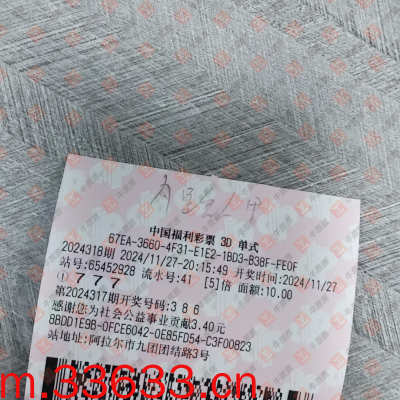 中国福利彩票 3D 单式
67EA-3660-4F31-E1E2-1BD3-B38F-FE0F
2024318期 2024/11/27-20:15:49 开奖时间:2024/11/27
站号:65452928 流水号:41 [5]倍 面额:10.00
① 7 7 7
第2024317期开奖号码:3 8 6
感谢您为社会公益事业贡献3.40元
88DD1E9B-0FCE6042-0E85FD54-C3F00823
站地址:阿拉尔市九团团结路3号
m.33633.cn